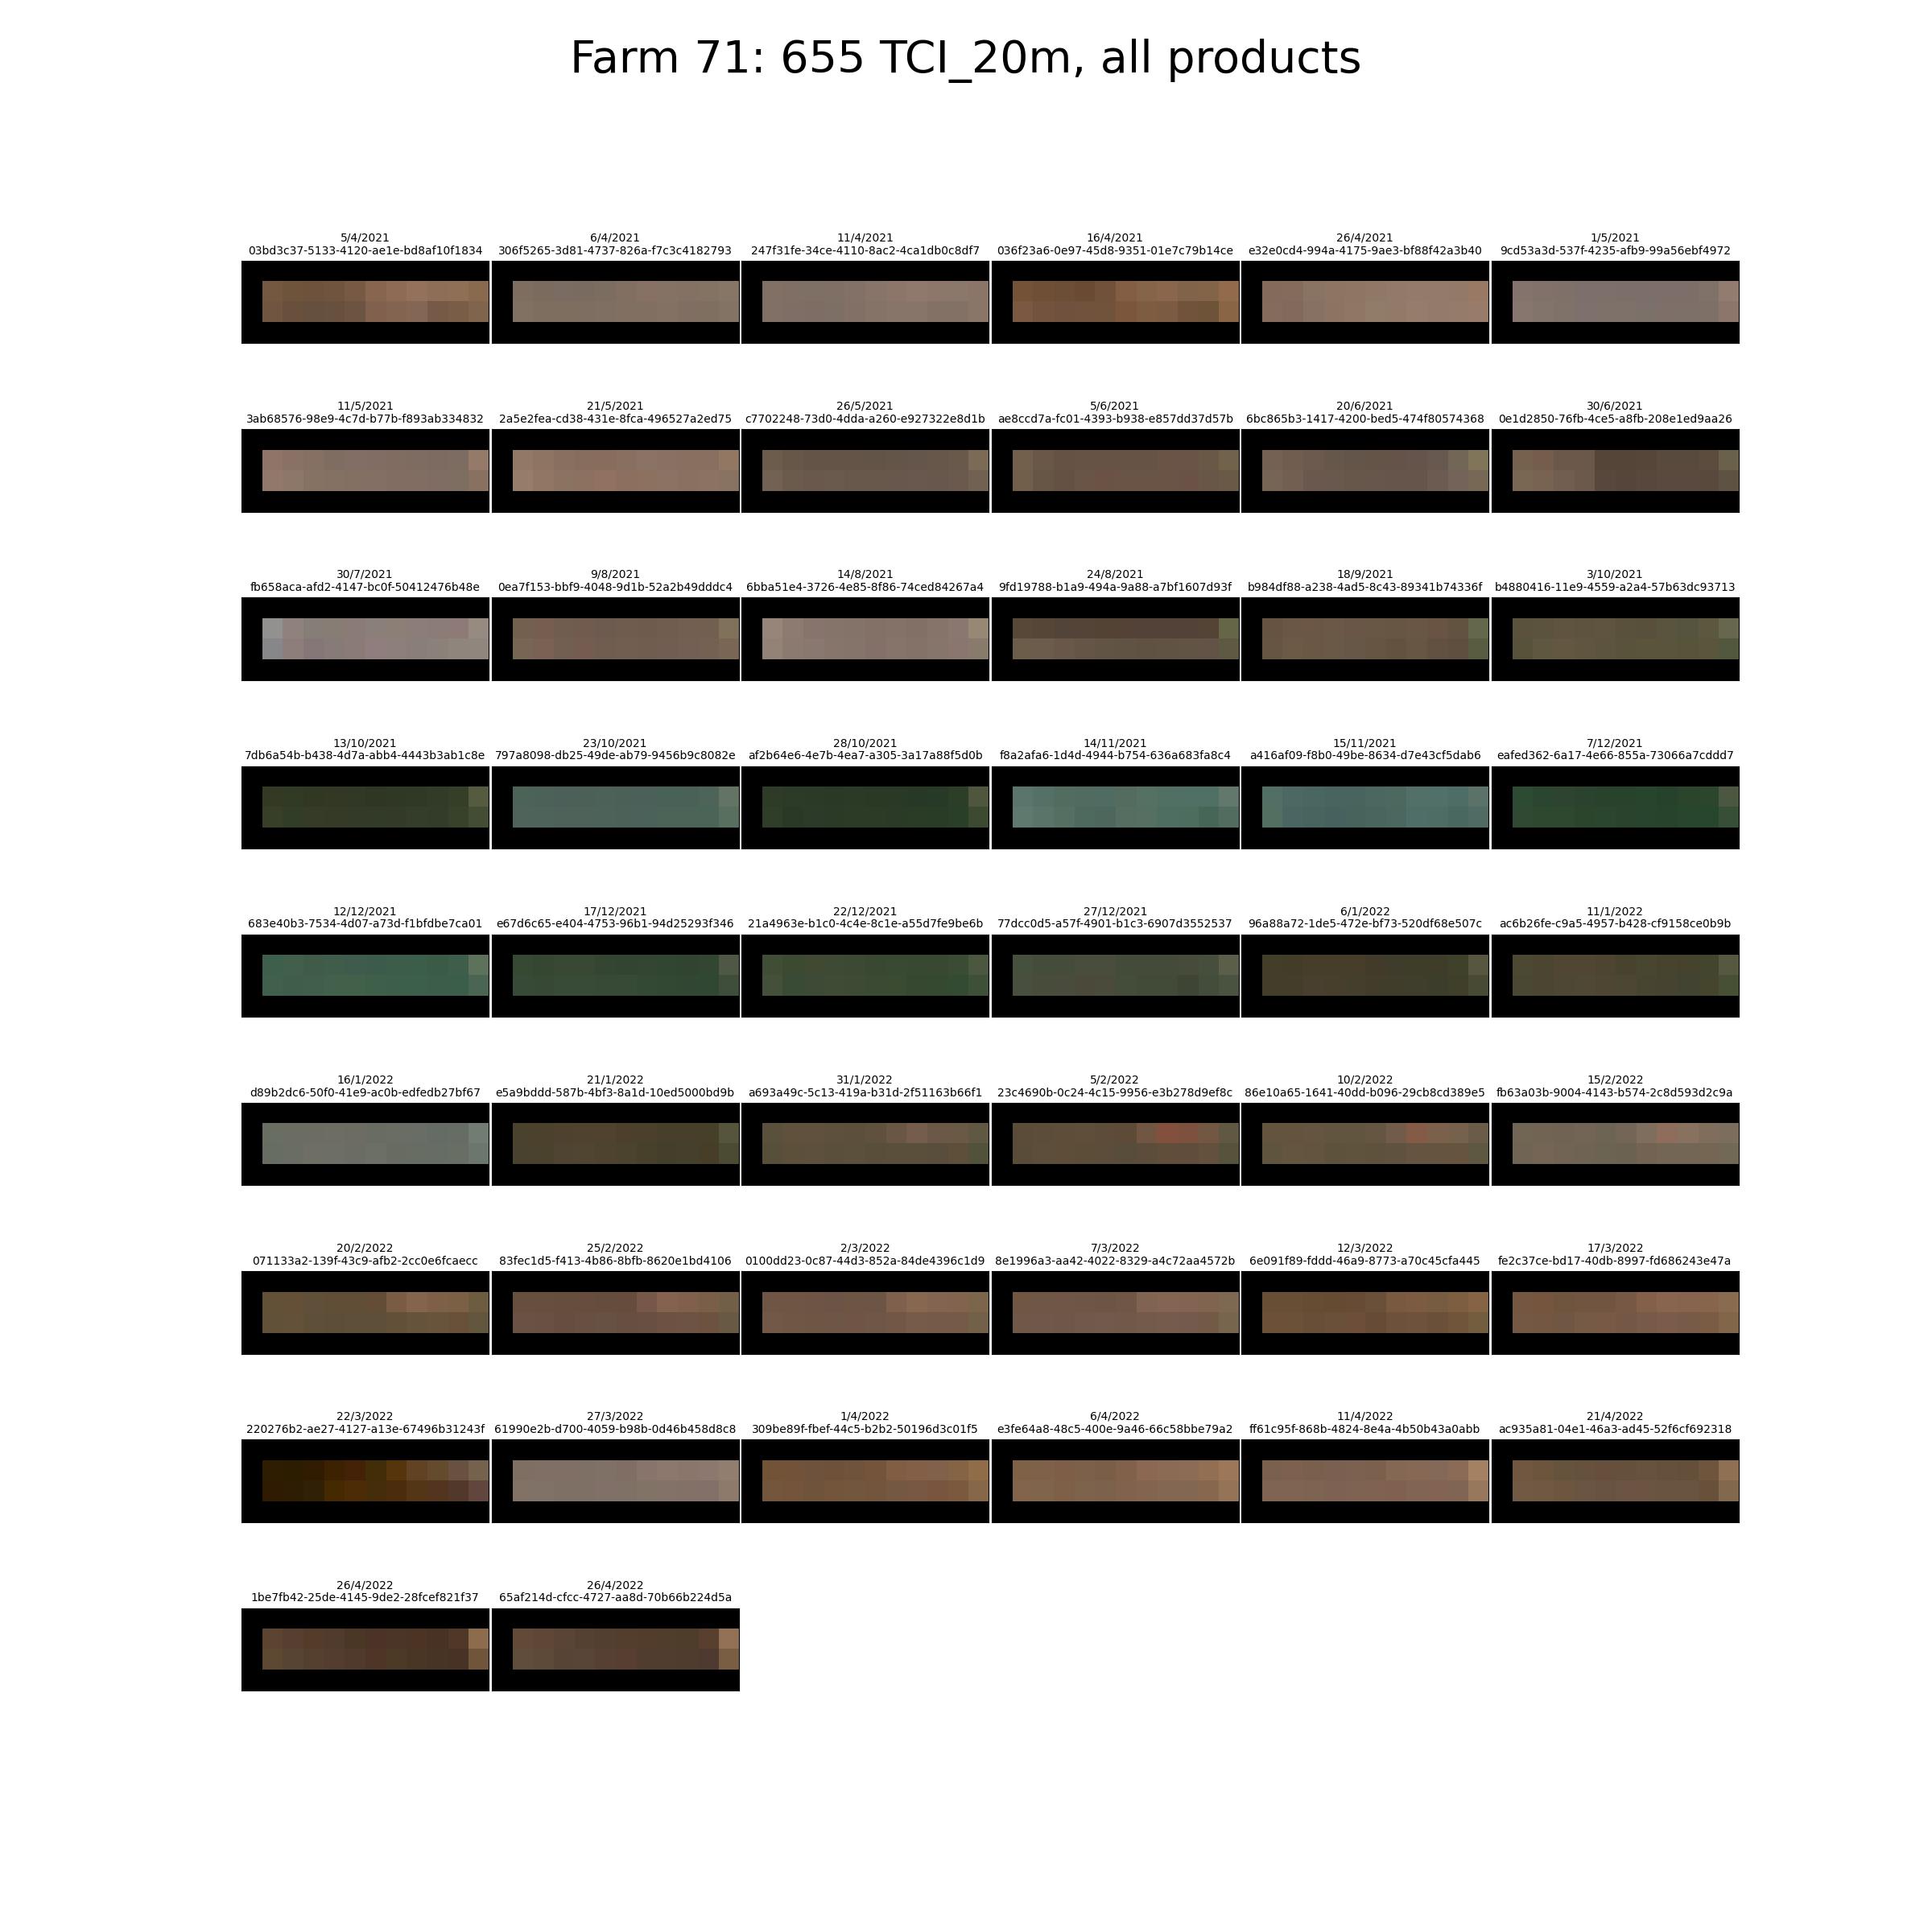 Farm 71: 655 TCI_20m, all products
5/4/2021 6/4/2021 11/4/2021 16/4/2021 26/4/2021 1/5/2021
03bd3c37-5133-4120-ae1e-bd8af10f1834 306f5265-3d81-4737-826a-f7c3c4182793 247f31fe-34ce-4110-8ac2-4ca1db0c8df7 036f23a6-0e97-45d8-9351-01e7c79b14ce e32e0cd4-994a-4175-9ae3-bf88f42a3b40 9cd53a3d-537f-4235-afb9-99a56ebf4972
11/5/2021 21/5/2021 26/5/2021 5/6/2021 20/6/2021 30/6/2021
3ab68576-98e9-4c7d-b77b-f893ab334832 2a5e2fea-cd38-431e-8fca-496527a2ed75 c7702248-73d0-4dda-a260-e927322e8d1b ae8ccd7a-fc01-4393-b938-e857dd37d57b 6bc865b3-1417-4200-bed5-474f80574368 0e1d2850-76fb-4ce5-a8fb-208e1ed9aa26
30/7/2021 9/8/2021 14/8/2021 24/8/2021 18/9/2021 3/10/2021
fb658aca-afd2-4147-bc0f-50412476b48e 0ea7f153-bbf9-4048-9d1b-52a2b49dddc4 6bba51e4-3726-4e85-8f86-74ced84267a4 9fd19788-b1a9-494a-9a88-a7bf1607d93f b984df88-a238-4ad5-8c43-89341b74336f b4880416-11e9-4559-a2a4-57b63dc93713
13/10/2021 23/10/2021 28/10/2021 14/11/2021 15/11/2021 7/12/2021
7db6a54b-b438-4d7a-abb4-4443b3ab1c8e 797a8098-db25-49de-ab79-9456b9c8082e af2b64e6-4e7b-4ea7-a305-3a17a88f5d0b f8a2afa6-1d4d-4944-b754-636a683fa8c4 a416af09-f8b0-49be-8634-d7e43cf5dab6 eafed362-6a17-4e66-855a-73066a7cddd7
12/12/2021 17/12/2021 22/12/2021 27/12/2021 6/1/2022 11/1/2022
683e40b3-7534-4d07-a73d-f1bfdbe7ca01 e67d6c65-e404-4753-96b1-94d25293f346 21a4963e-b1c0-4c4e-8c1e-a55d7fe9be6b 77dcc0d5-a57f-4901-b1c3-6907d3552537 96a88a72-1de5-472e-bf73-520df68e507c ac6b26fe-c9a5-4957-b428-cf9158ce0b9b
16/1/2022 21/1/2022 31/1/2022 5/2/2022 10/2/2022 15/2/2022
d89b2dc6-50f0-41e9-ac0b-edfedb27bf67 e5a9bddd-587b-4bf3-8a1d-10ed5000bd9b a693a49c-5c13-419a-b31d-2f51163b66f1 23c4690b-0c24-4c15-9956-e3b278d9ef8c 86e10a65-1641-40dd-b096-29cb8cd389e5 fb63a03b-9004-4143-b574-2c8d593d2c9a
20/2/2022 25/2/2022 2/3/2022 7/3/2022 12/3/2022 17/3/2022
071133a2-139f-43c9-afb2-2cc0e6fcaecc 83fec1d5-f413-4b86-8bfb-8620e1bd4106 0100dd23-0c87-44d3-852a-84de4396c1d9 8e1996a3-aa42-4022-8329-a4c72aa4572b 6e091f89-fddd-46a9-8773-a70c45cfa445 fe2c37ce-bd17-40db-8997-fd686243e47a
22/3/2022 27/3/2022 1/4/2022 6/4/2022 11/4/2022 21/4/2022
220276b2-ae27-4127-a13e-67496b31243f 61990e2b-d700-4059-b98b-0d46b458d8c8 309be89f-fbef-44c5-b2b2-50196d3c01f5 e3fe64a8-48c5-400e-9a46-66c58bbe79a2 ff61c95f-868b-4824-8e4a-4b50b43a0abb ac935a81-04e1-46a3-ad45-52f6cf692318
26/4/2022 26/4/2022
1be7fb42-25de-4145-9de2-28fcef821f37 65af214d-cfcc-4727-aa8d-70b66b224d5a